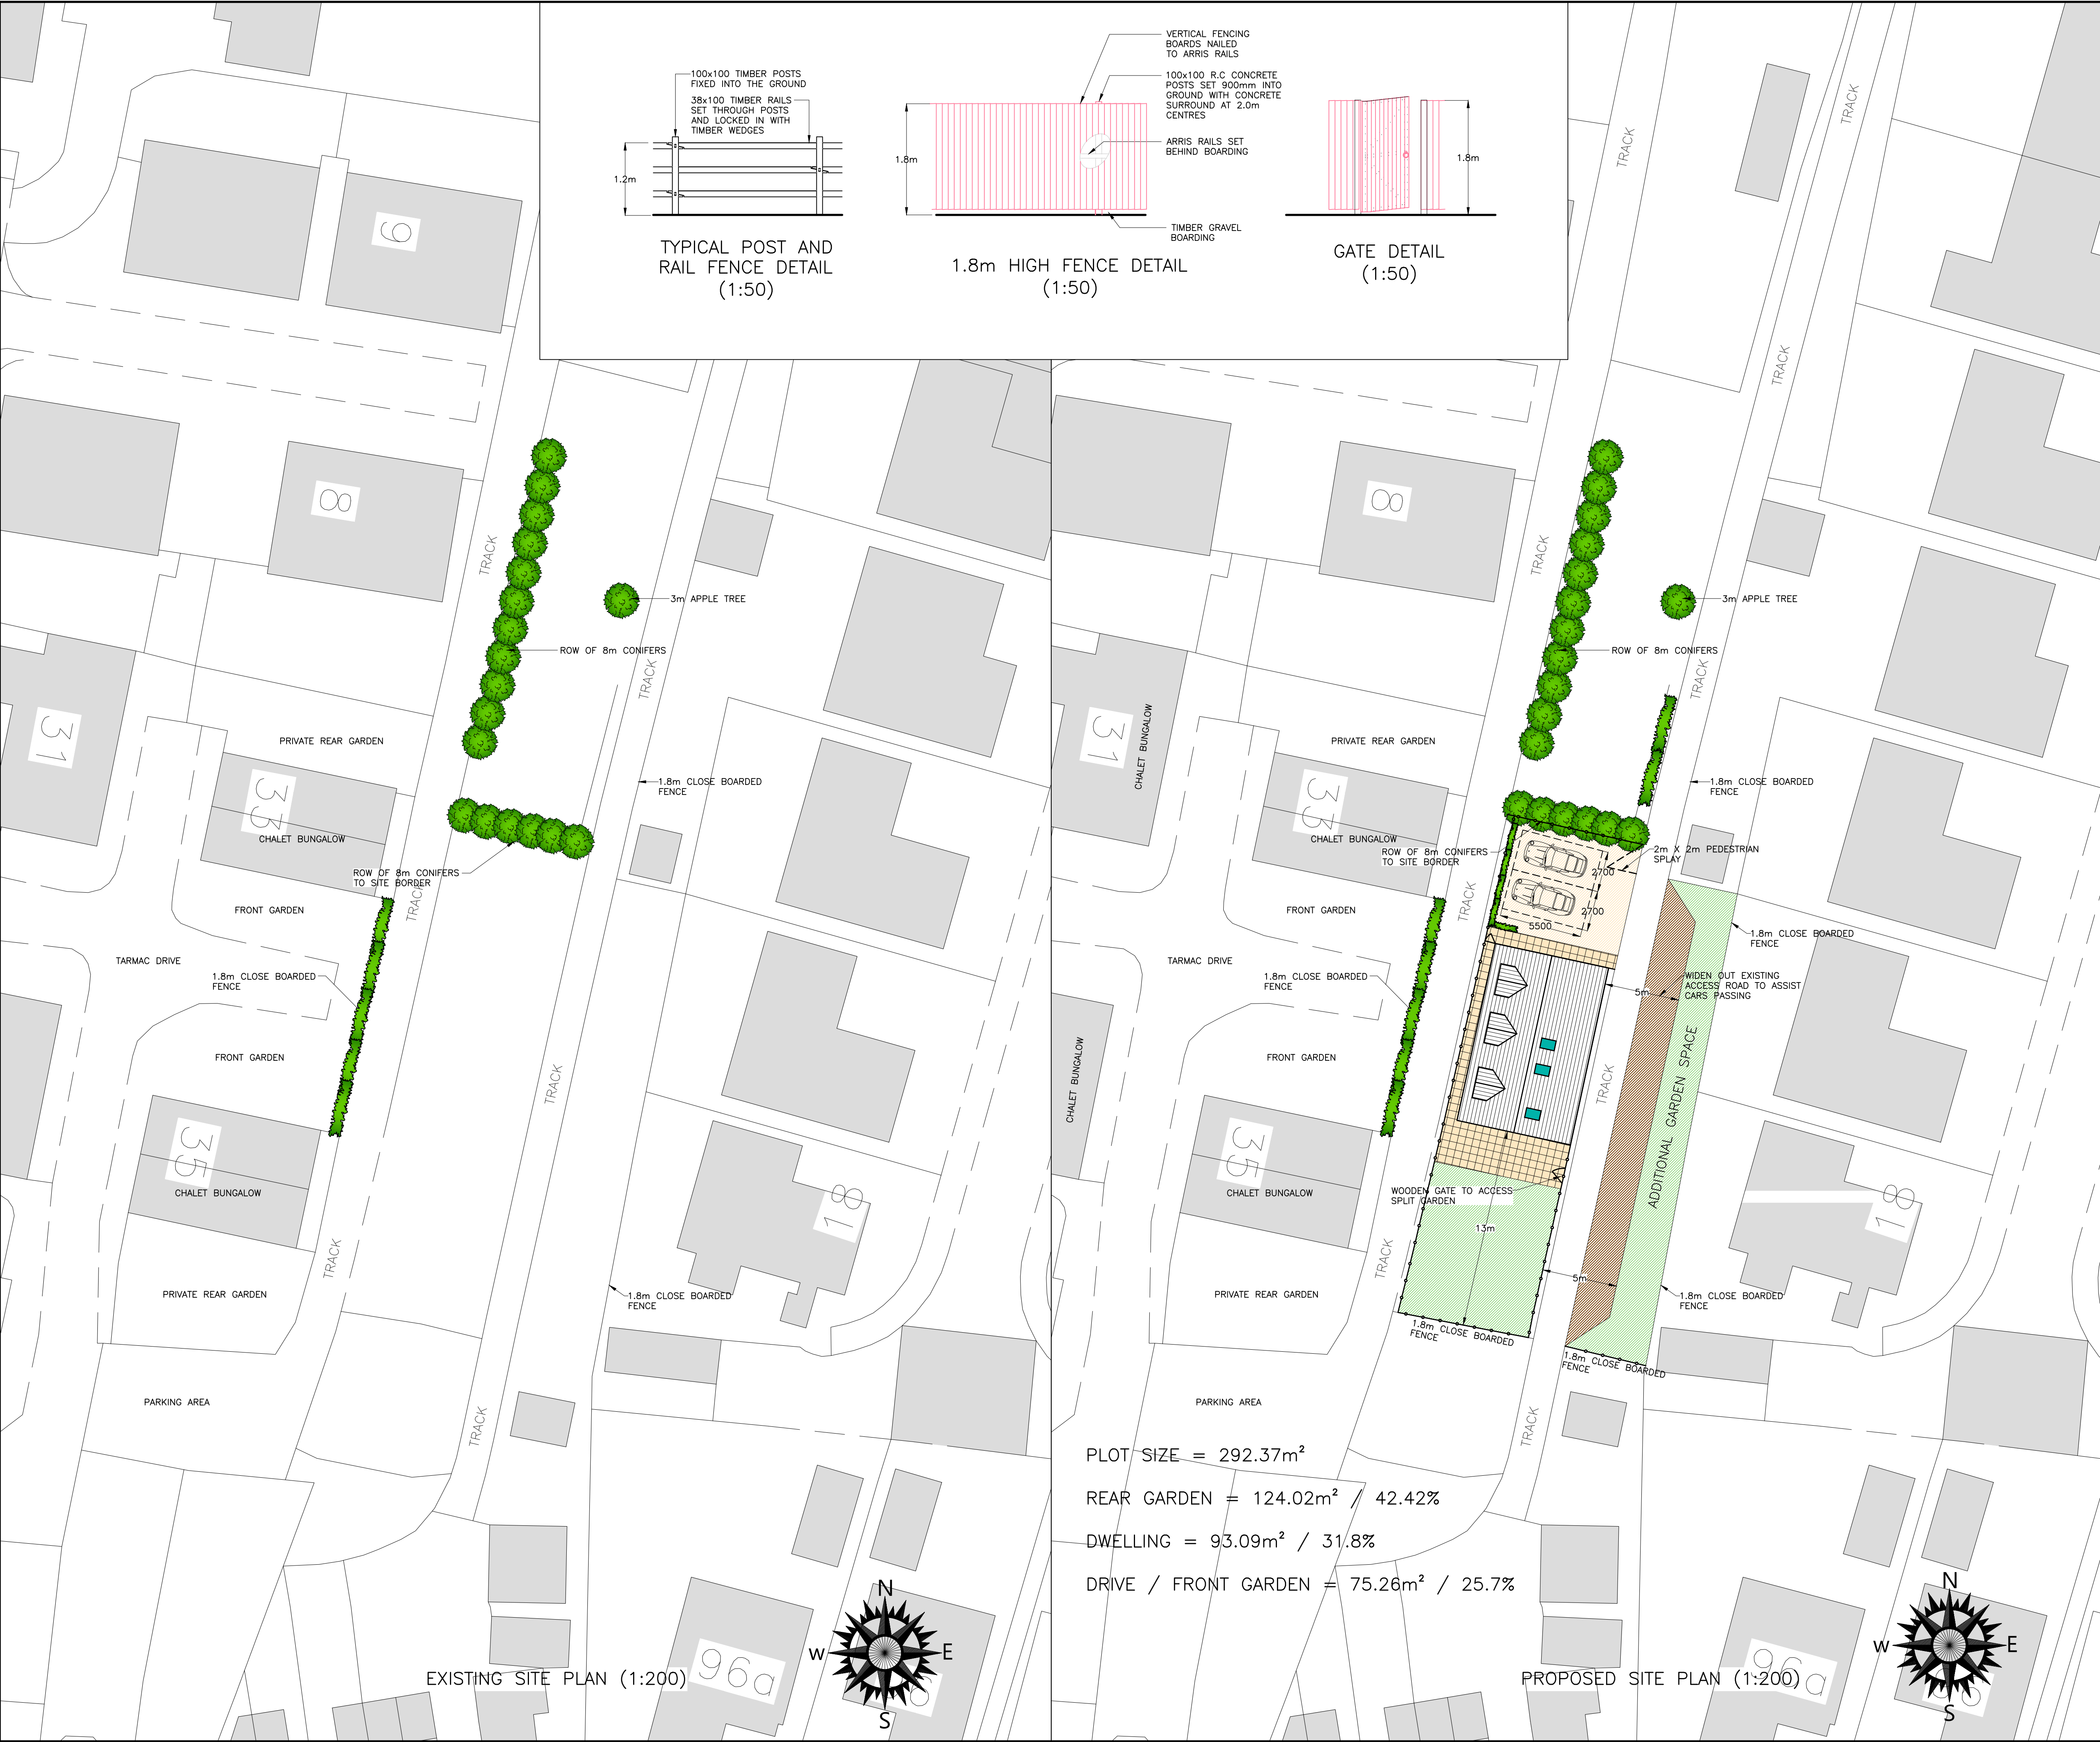 100x100 TIMBER POSTS
FIXED INTO THE GROUND
38x100 TIMBER RAILS
SET THROUGH POSTS
AND LOCKED IN WITH
TIMBER WEDGES
1.2m
TYPICAL POST AND
RAIL FENCE DETAIL
(1:50)
VERTICAL FENCING
BOARDS NAILED
TO ARRIS RAILS
100x100 R.C CONCRETE
POSTS SET 900mm INTO
GROUND WITH CONCRETE
SURROUND AT 2.0m
CENTRES
ARRIS RAILS SET
BEHIND BOARDING
1.8m
TIMBER GRAVEL
BOARDING
1.8m HIGH FENCE DETAIL
(1:50)
1.8m
GATE DETAIL
(1:50)
9
8
TRACK
3m APPLE TREE
ROW OF 8m CONIFERS
TRACK
31
PRIVATE REAR GARDEN
1.8m CLOSE BOARDED
FENCE
33
CHALET BUNGALOW
ROW OF 8m CONIFERS
TO SITE BORDER
TRACK
FRONT GARDEN
TARMAC DRIVE
1.8m CLOSE BOARDED
FENCE
FRONT GARDEN
TRACK
35
CHALET BUNGALOW
18
TRACK
PRIVATE REAR GARDEN
1.8m CLOSE BOARDED
FENCE
PARKING AREA
TRACK
96a
N
W
E
S
EXISTING SITE PLAN (1:200)
TRACK
TRACK
TRACK
8
TRACK
3m APPLE TREE
ROW OF 8m CONIFERS
TRACK
31
CHALET BUNGALOW
PRIVATE REAR GARDEN
1.8m CLOSE BOARDED
FENCE
33
CHALET BUNGALOW
ROW OF 8m CONIFERS
TO SITE BORDER
2m X 2m PEDESTRIAN
SPLAY
2700
2700
5500
TRACK
FRONT GARDEN
1.8m CLOSE BOARDED
FENCE
TARMAC DRIVE
1.8m CLOSE BOARDED
FENCE
WIDEN OUT EXISTING
ACCESS ROAD TO ASSIST
CARS PASSING
5m
FRONT GARDEN
CHALET BUNGALOW
TRACK
ADDITIONAL GARDEN SPACE
35
CHALET BUNGALOW
WOODEN GATE TO ACCESS
SPLIT GARDEN
18
13m
TRACK
5m
PRIVATE REAR GARDEN
1.8m CLOSE BOARDED
FENCE
1.8m CLOSE BOARDED
FENCE
1.8m CLOSE BOARDED
FENCE
PARKING AREA
TRACK
PLOT SIZE = 292.37m²
REAR GARDEN = 124.02m² / 42.42%
DWELLING = 93.09m² / 31.8%
DRIVE / FRONT GARDEN = 75.26m² / 25.7%
96a
N
W
E
S
PROPOSED SITE PLAN (1:200)